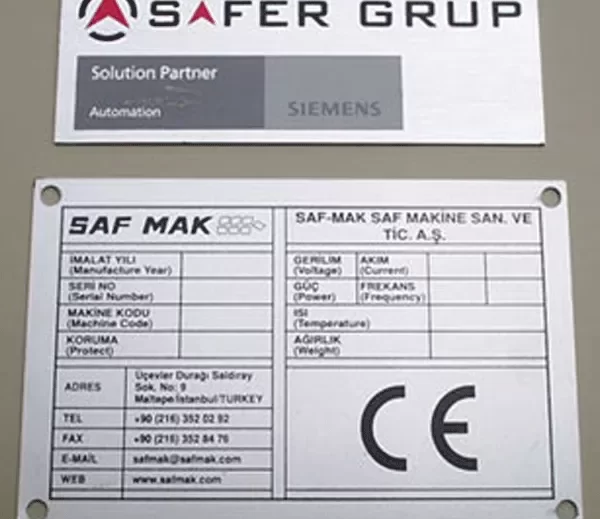 SAFER GRUP
Solution Partner
Automation
SIEMENS
SAF MAK
SAF-MAK SAF MAKİNE SAN. VE
TİC. A.Ş.
İMALAT YILI
(Manufacture Year)
SERİ NO
(Serial Number)
MAKİNE KODU
(Machine Code)
KORUMA
(Protect)
GERİLİM
(Voltage)
AKIM
(Current)
GÜÇ
(Power)
FREKANS
(Frequency)
ISI
(Temperature)
AĞIRLIK
(Weight)
ADRES
Üçevler Durağı Saldıray
Sok. No: 9
Maltepe/İstanbul/TURKEY
TEL +90 (216) 352 02 92
FAX +90 (216) 352 84 76
E-MAİL safmak@safmak.com
WEB www.safmak.com
CE